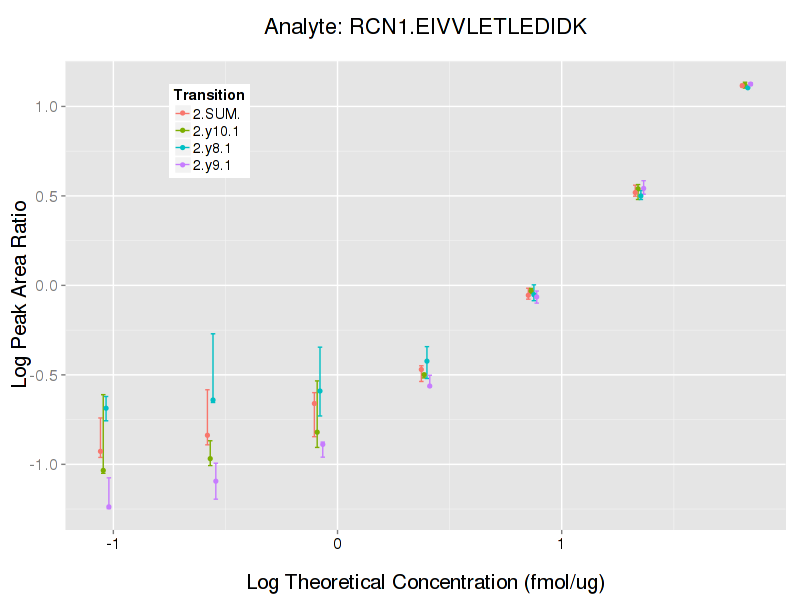 Analyte: RCN1.EIVVLETLEDIDK
Transition
2.SUM.
2.y10.1
2.y8.1
2.y9.1
Log Peak Area Ratio
1.0
0.5
0.0
-0.5
-1.0
-1
0
1
Log Theoretical Concentration (fmol/ug)